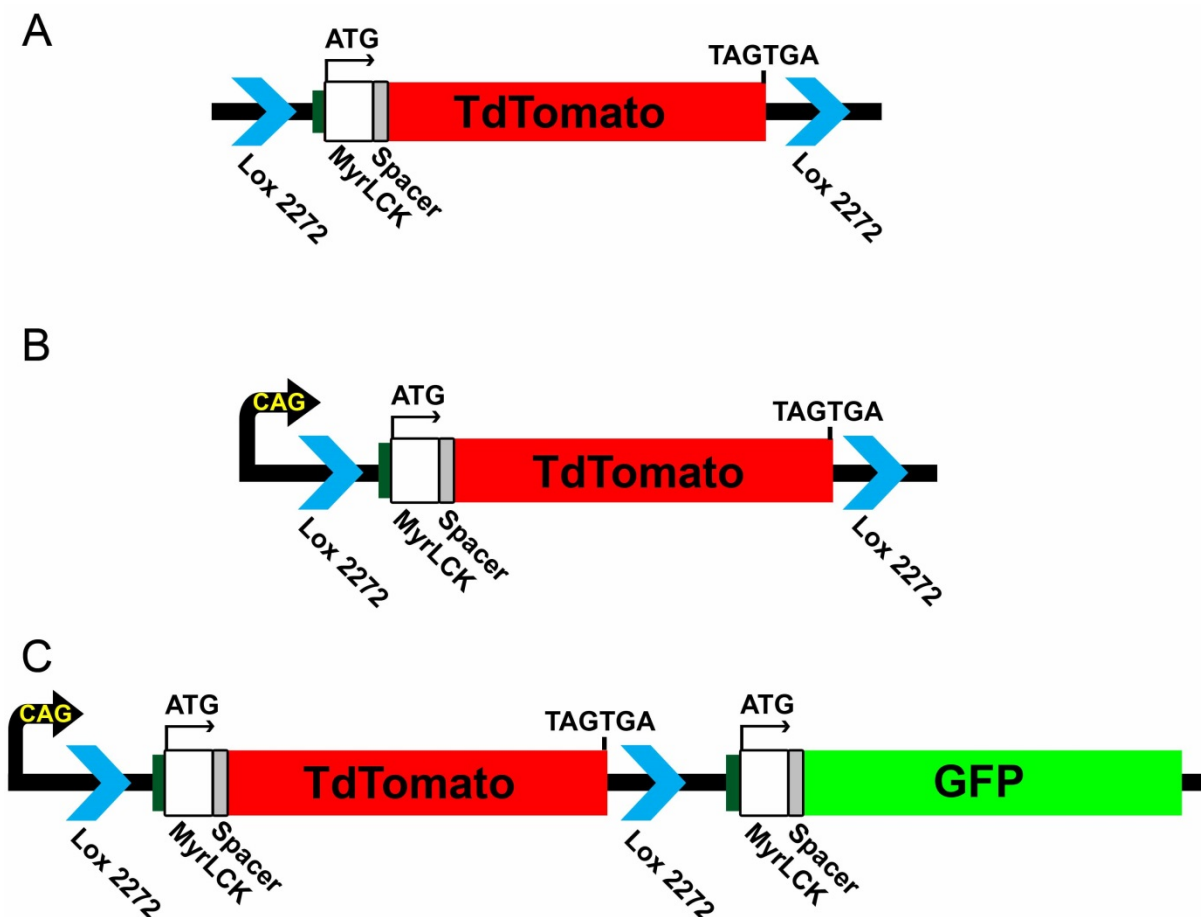 A
ATG
TAGTGA
TdTomato
Lox 2272
MyrLCK
Spacer
Lox 2272
B
CAG
ATG
TAGTGA
TdTomato
Lox 2272
MyrLCK
Spacer
Lox 2272
C
CAG
ATG
TAGTGA
ATG
TdTomato
GFP
Lox 2272
MyrLCK
Spacer
Lox 2272
MyrLCK
Spacer